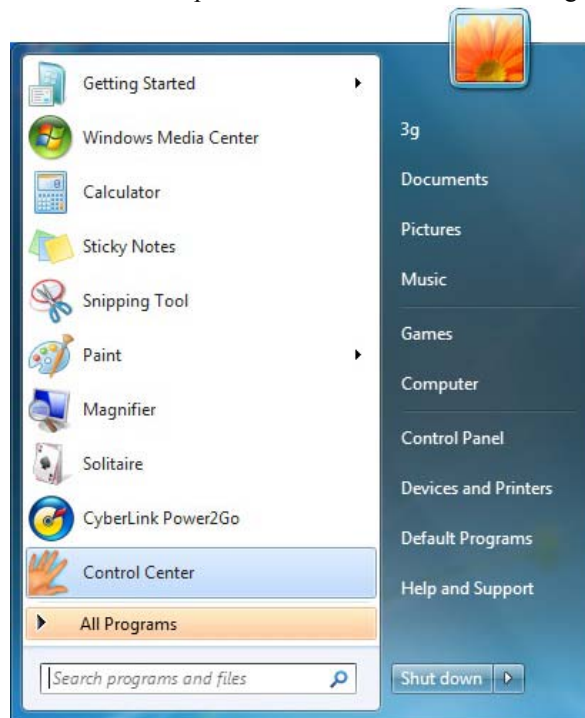 Getting Started
Windows Media Center
Calculator
Sticky Notes
Snipping Tool
Paint
Magnifier
Solitaire
CyberLink Power2Go
Control Center
All Programs
Search programs and files
3g
Documents
Pictures
Music
Games
Computer
Control Panel
Devices and Printers
Default Programs
Help and Support
Shut down